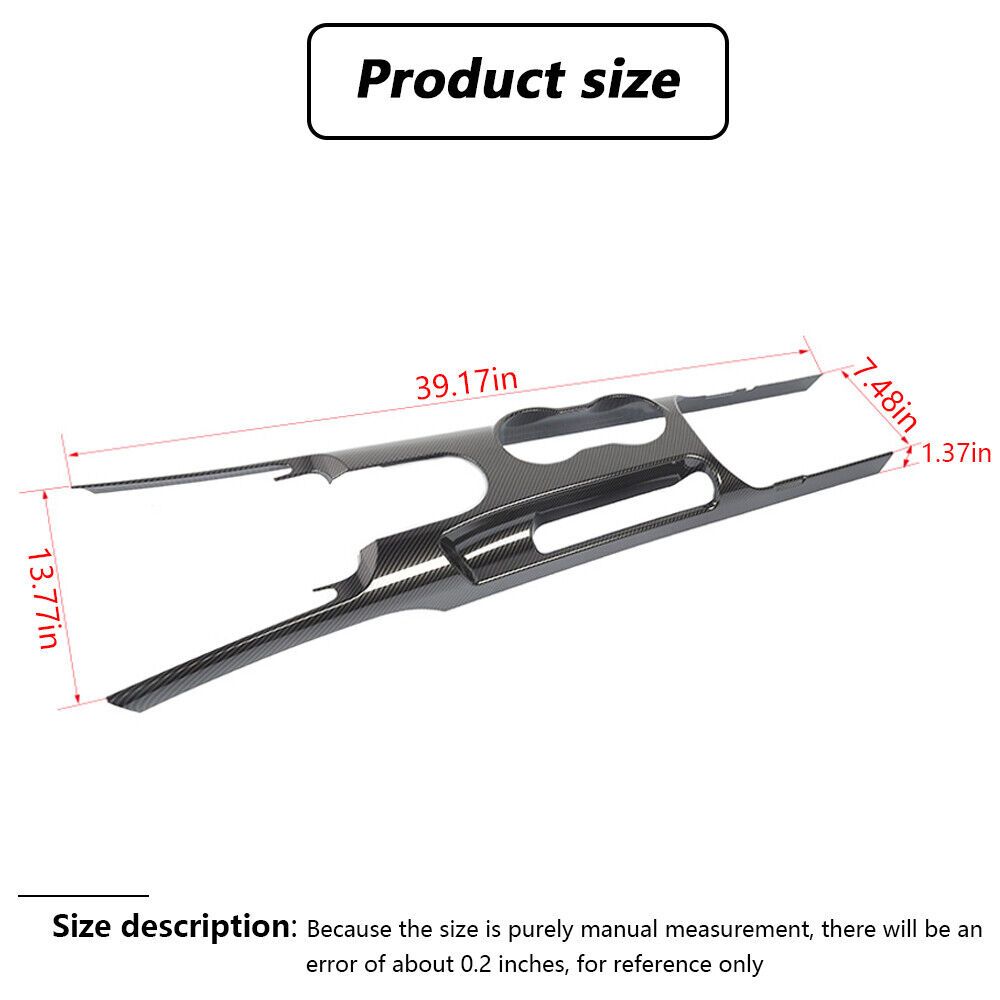 Product size
39.17in
7.48in
1.37in
13.77in
Size description: Because the size is purely manual measurement, there will be an
error of about 0.2 inches, for reference only